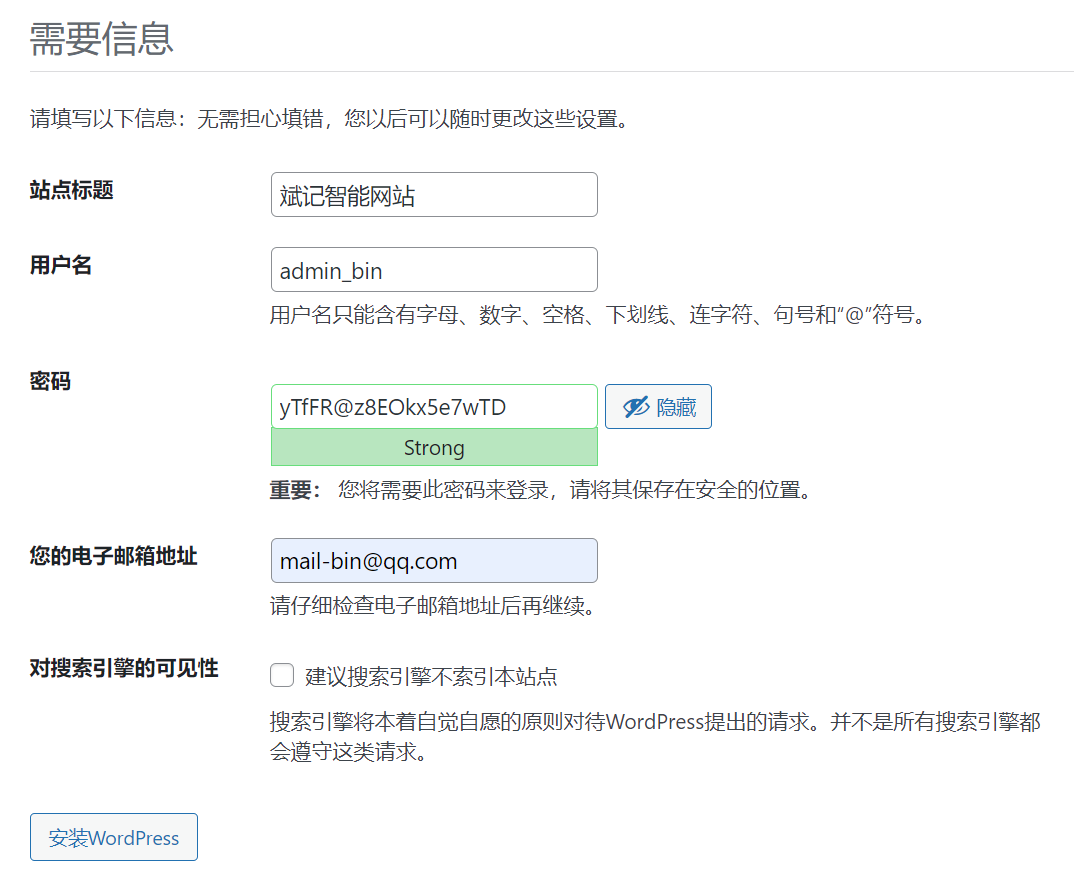 需要信息
请填写以下信息：无需担心填错，您以后可以随时更改这些设置。
站点标题
斌记智能网站
用户名
admin_bin
用户名只能含有字母、数字、空格、下划线、连字符、句号和“@”符号。
密码
yTfFR@z8EOkx5e7wTD
隐藏
Strong
重要： 您将需要此密码来登录，请将其保存在安全的位置。
您的电子邮箱地址
mail-bin@qq.com
请仔细检查电子邮箱地址后再继续。
对搜索引擎的可见性
建议搜索引擎不索引本站点
搜索引擎将本着自觉自愿的原则对待WordPress提出的请求。并不是所有搜索引擎都
会遵守这类请求。
安装WordPress